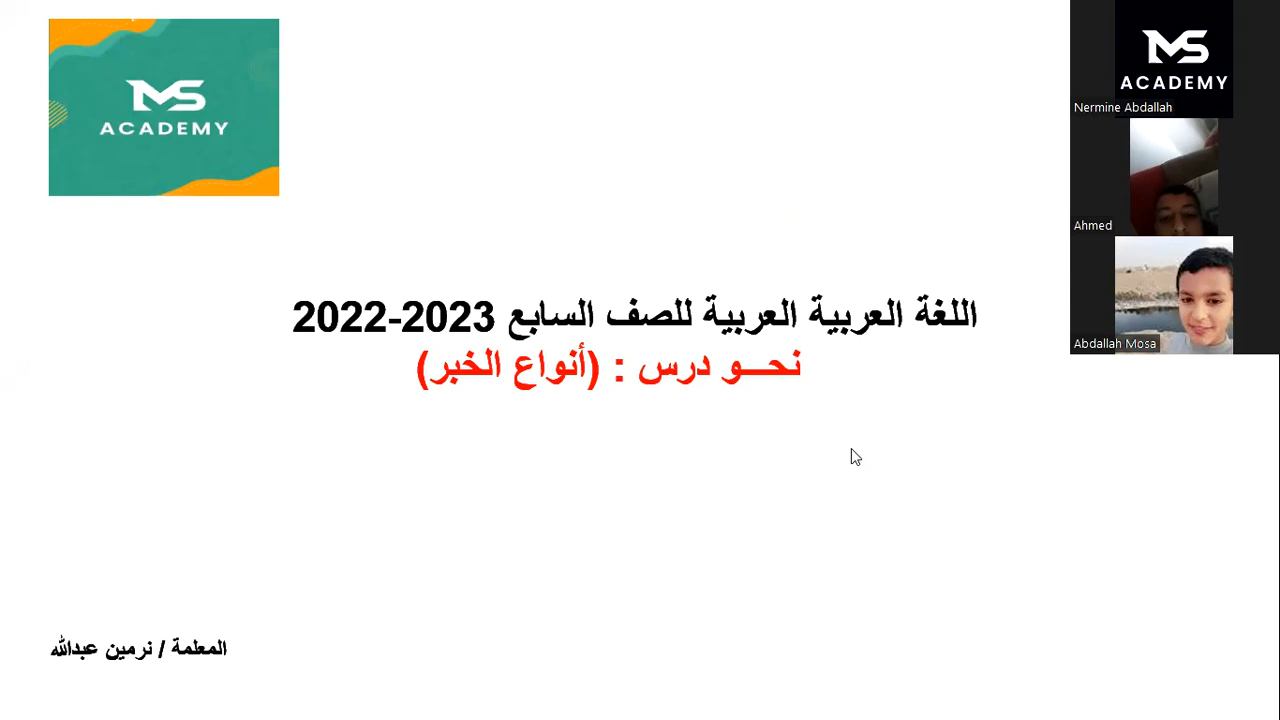 MS
ACADEMY
MS
ACADEMY
Nermine Abdallah
Ahmed
Abdallah Mosa
اللغة العربية العربية للصف السابع 2023-2022
نحـــو درس : (أنواع الخبر)
المعلمة / نرمين عبدالله